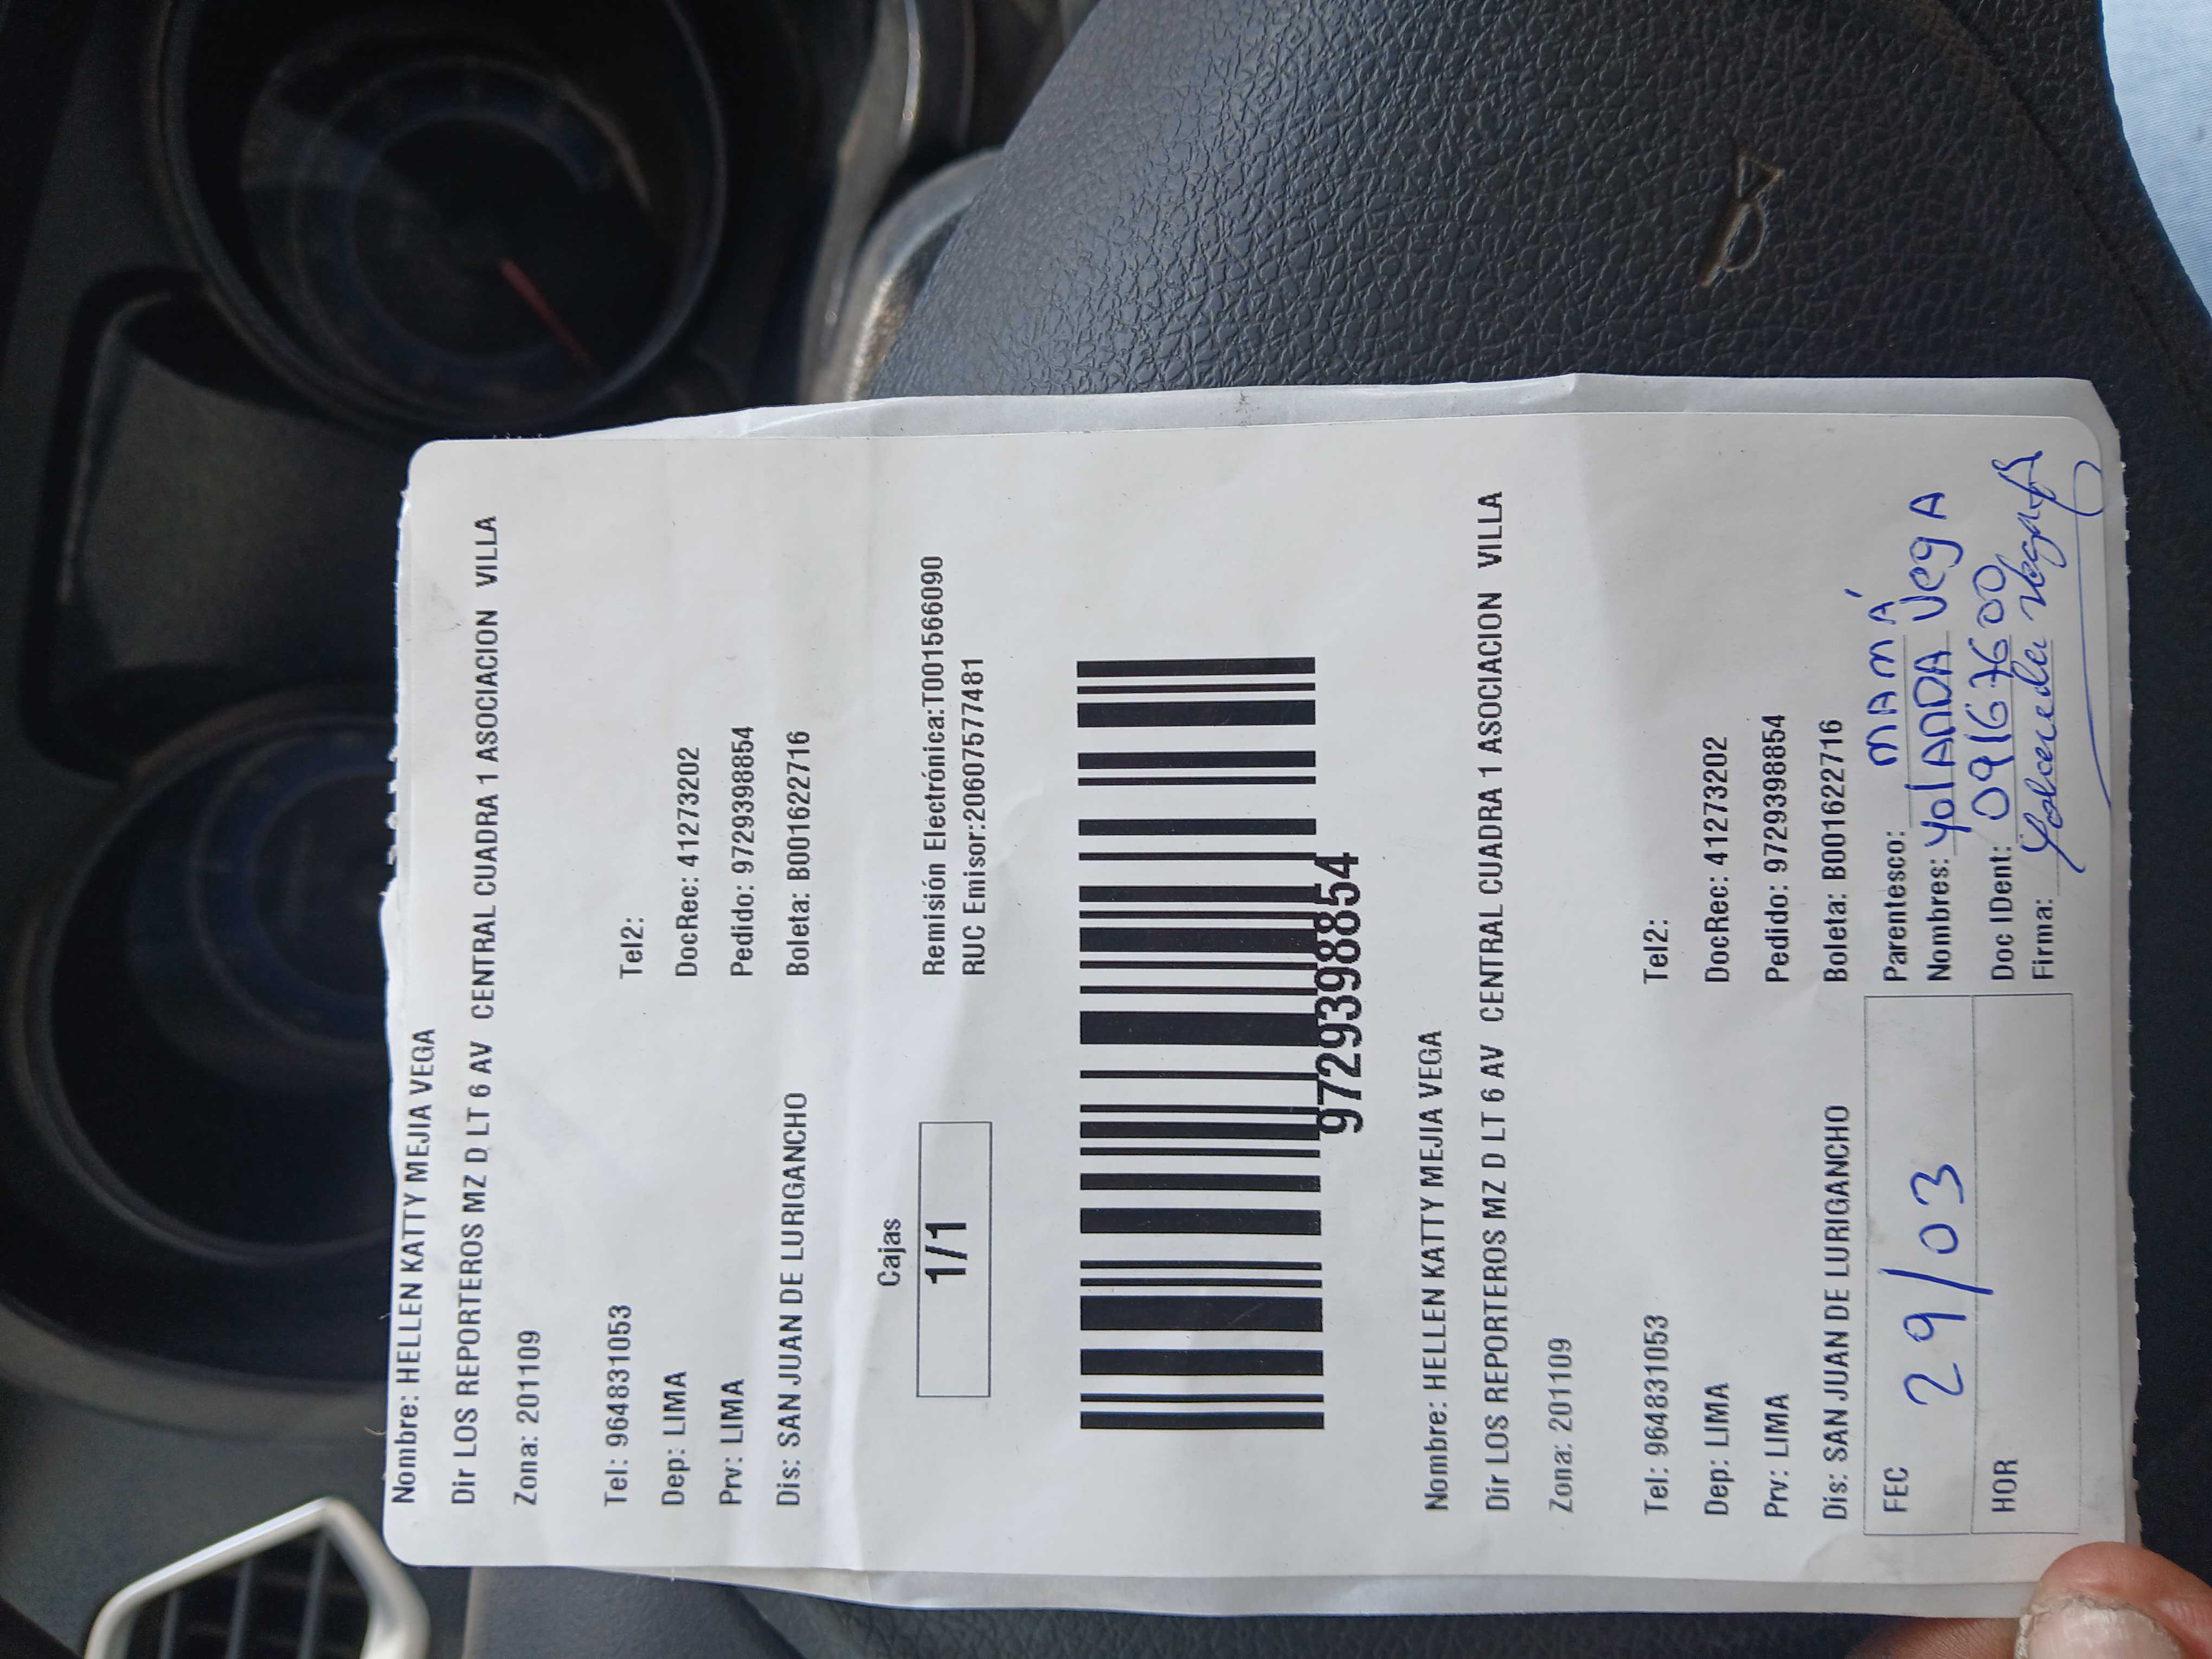 Nombre: HELLEN KATTY MEJIA VEGA
Dir LOS REPORTEROS MZ D LT 6 AV CENTRAL CUADRA 1 ASOCIACION VILLA
Zona: 201109
Tel: 964831053 Tel2:
Dep: LIMA DocRec: 41273202
Prv: LIMA Pedido: 9729398854
Dis: SAN JUAN DE LURIGANCHO Boleta: B001622716
Cajas
1/1
Remisión Electrónica:T001566090
RUC Emisor:20607577481
9729398854
Nombre: HELLEN KATTY MEJIA VEGA
Dir LOS REPORTEROS MZ D LT 6 AV CENTRAL CUADRA 1 ASOCIACION VILLA
Zona: 201109
Tel: 964831053 Tel2:
Dep: LIMA DocRec: 41273202
Prv: LIMA Pedido: 9729398854
Dis: SAN JUAN DE LURIGANCHO Boleta: B001622716
FEC 29/03
HOR
Parentesco: MAMÁ
Nombres: YOLANDA VegA
Doc IDent: 09167600
Firma: